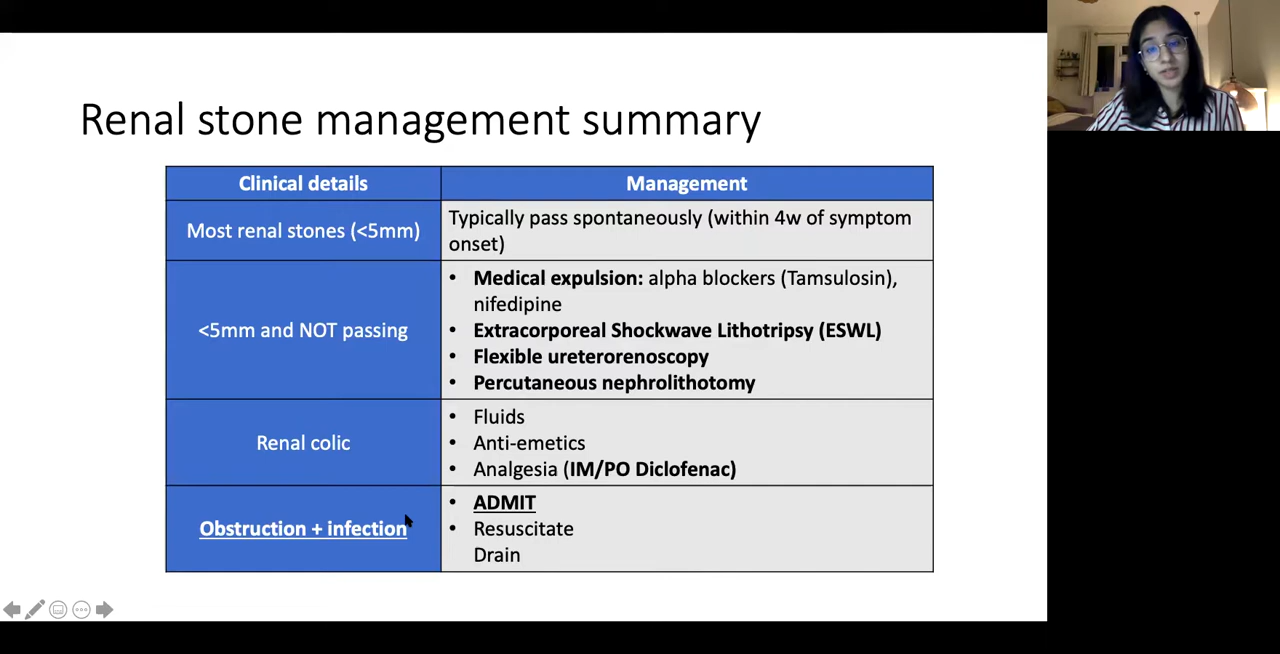 Renal stone management summary
Clinical details
Management
Most renal stones (<5mm)
Typically pass spontaneously (within 4w of symptom
onset)
<5mm and NOT passing
• Medical expulsion: alpha blockers (Tamsulosin),
nifedipine
• Extracorporeal Shockwave Lithotripsy (ESWL)
• Flexible ureterorenoscopy
• Percutaneous nephrolithotomy
Renal colic
• Fluids
• Anti-emetics
• Analgesia (IM/PO Diclofenac)
Obstruction + infection
• ADMIT
• Resuscitate
Drain